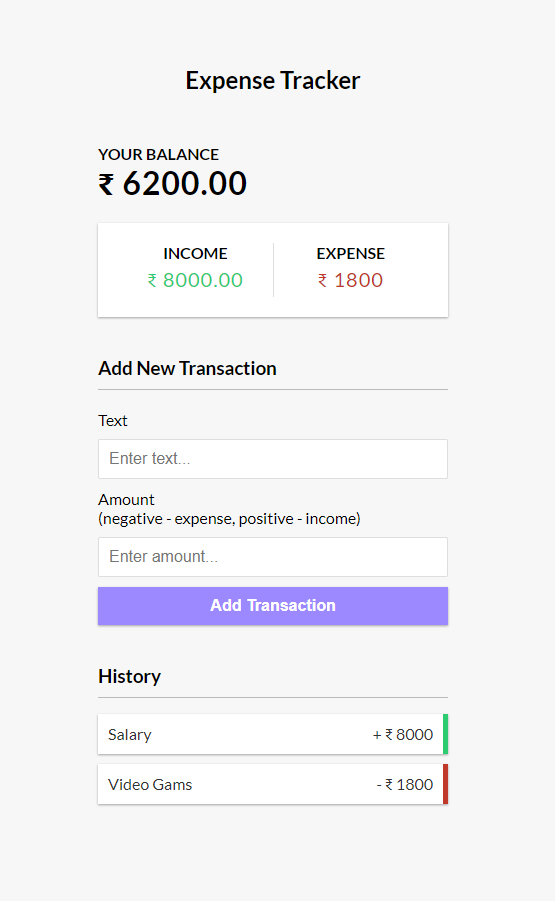 Expense Tracker
YOUR BALANCE
₹ 6200.00
INCOME EXPENSE
₹ 8000.00 ₹ 1800
Add New Transaction
Text
Enter text...
Amount
(negative - expense, positive - income)
Enter amount...
Add Transaction
History
Salary + ₹ 8000
Video Gams - ₹ 1800